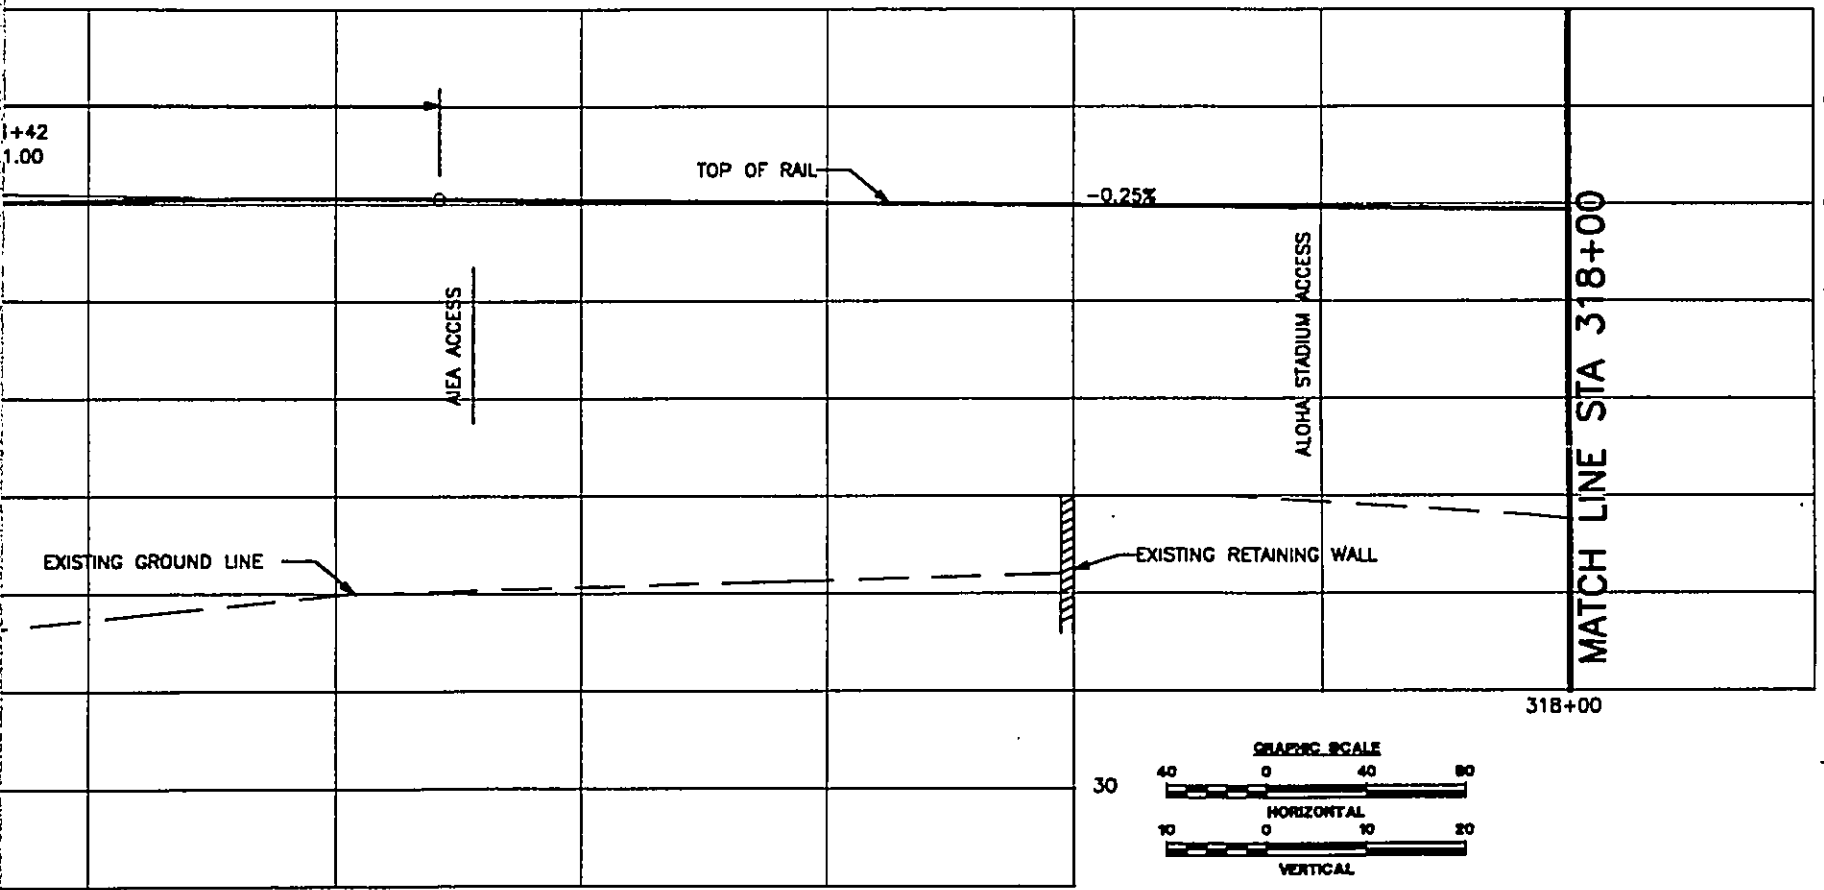 +42
1.00
TOP OF RAIL
-0.25%
AIEA ACCESS
ALOHA STADIUM ACCESS
MATCH LINE STA 318+00
EXISTING GROUND LINE
EXISTING RETAINING WALL
318+00
30
GRAPHIC SCALE
40 0 40 80
HORIZONTAL
10 0 10 20
VERTICAL